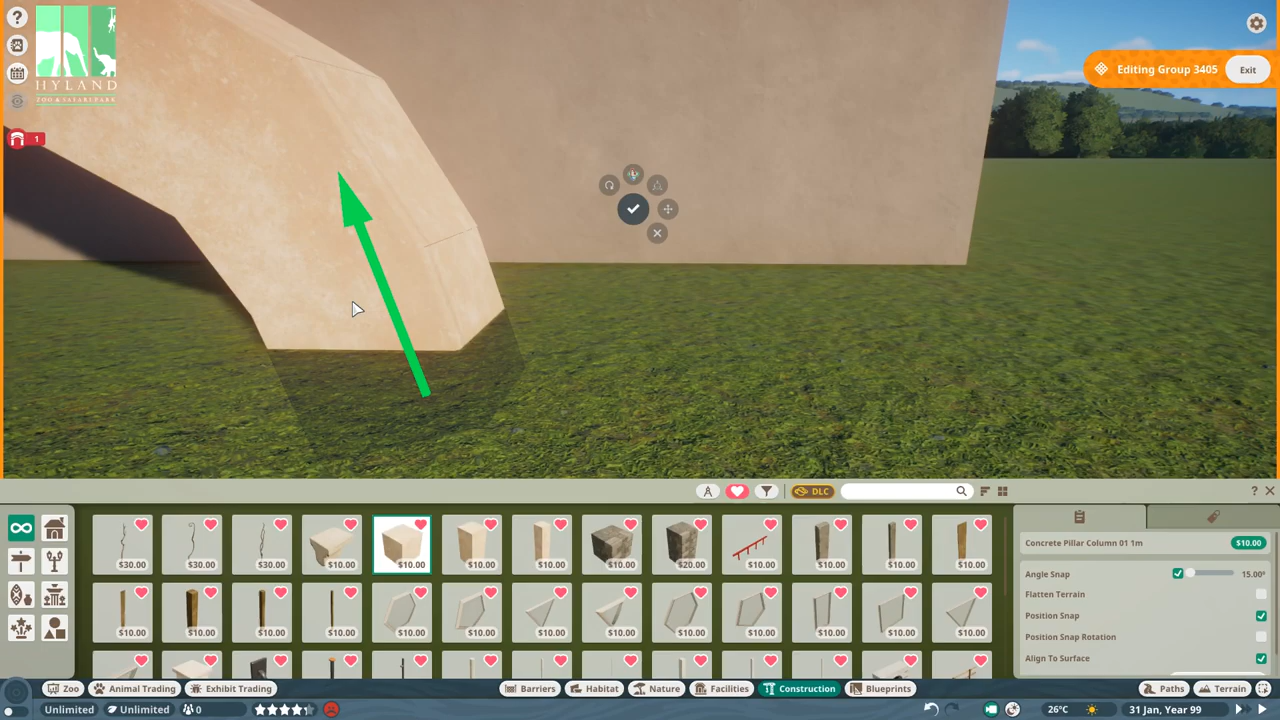 ?
HYLAND
ZOO & SAFARI PARK
Editing Group 3405
Exit
1
DLC
?
$30.00 $30.00 $30.00 $10.00 $10.00 $10.00 $10.00 $10.00 $20.00 $10.00 $10.00 $10.00 $10.00
$10.00 $10.00 $10.00 $10.00 $10.00 $10.00 $10.00 $10.00 $10.00 $10.00 $10.00 $10.00 $10.00
Concrete Pillar Column 01 1m $10.00
Angle Snap 15.00°
Flatten Terrain
Position Snap
Position Snap Rotation
Align To Surface
Zoo Animal Trading Exhibit Trading Barriers Habitat Nature Facilities Construction Blueprints Paths Terrain
Unlimited Unlimited 0 26°C 31 Jan, Year 99